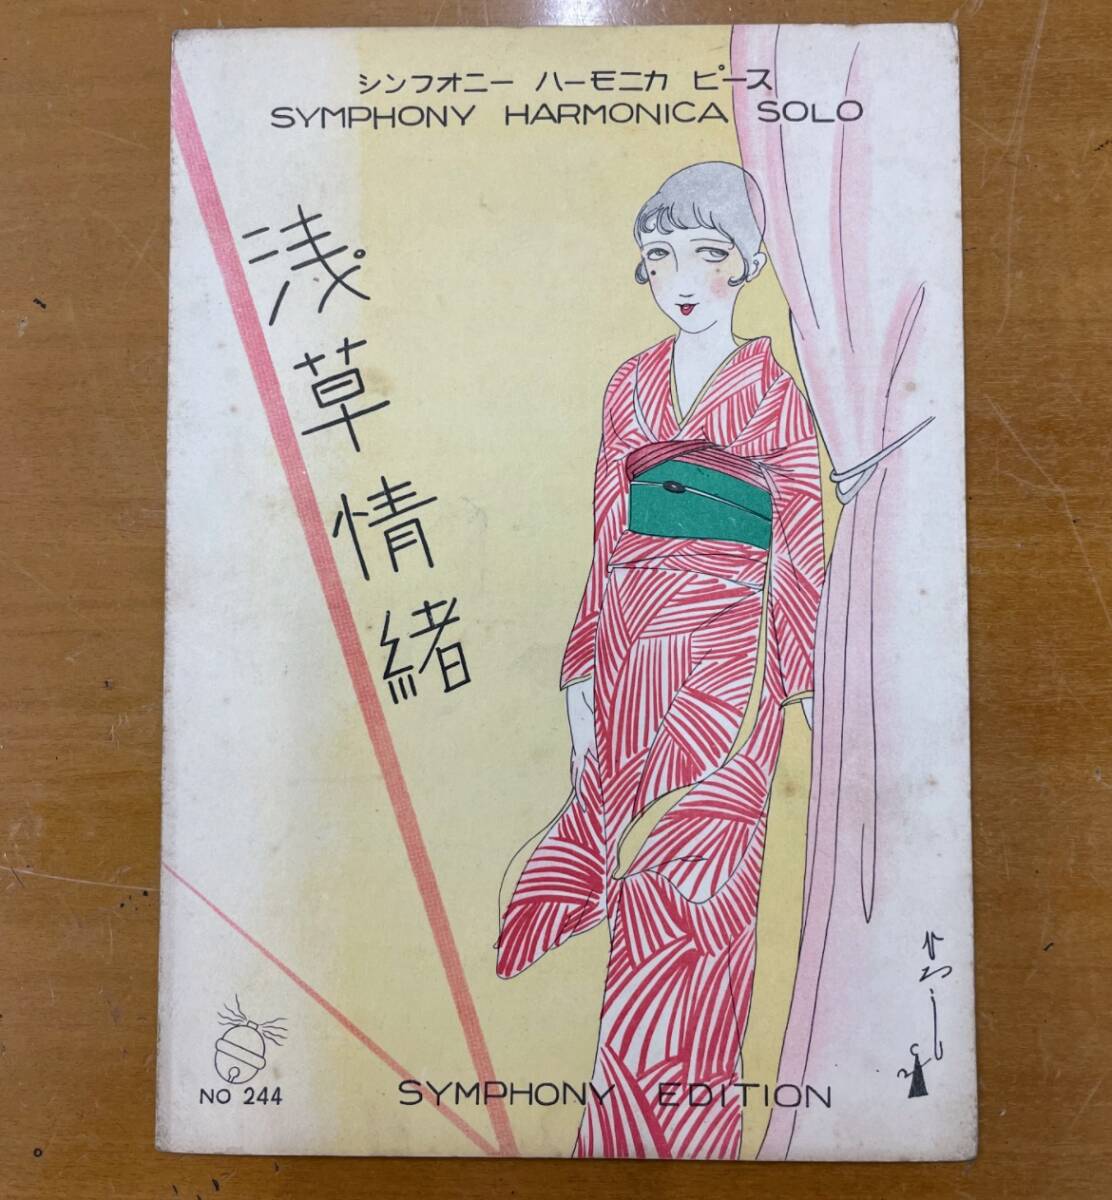 シンフオニー ハーモニカ ピース
SYMPHONY HARMONICA SOLO
浅草情緒
NO 244
SYMPHONY EDITION